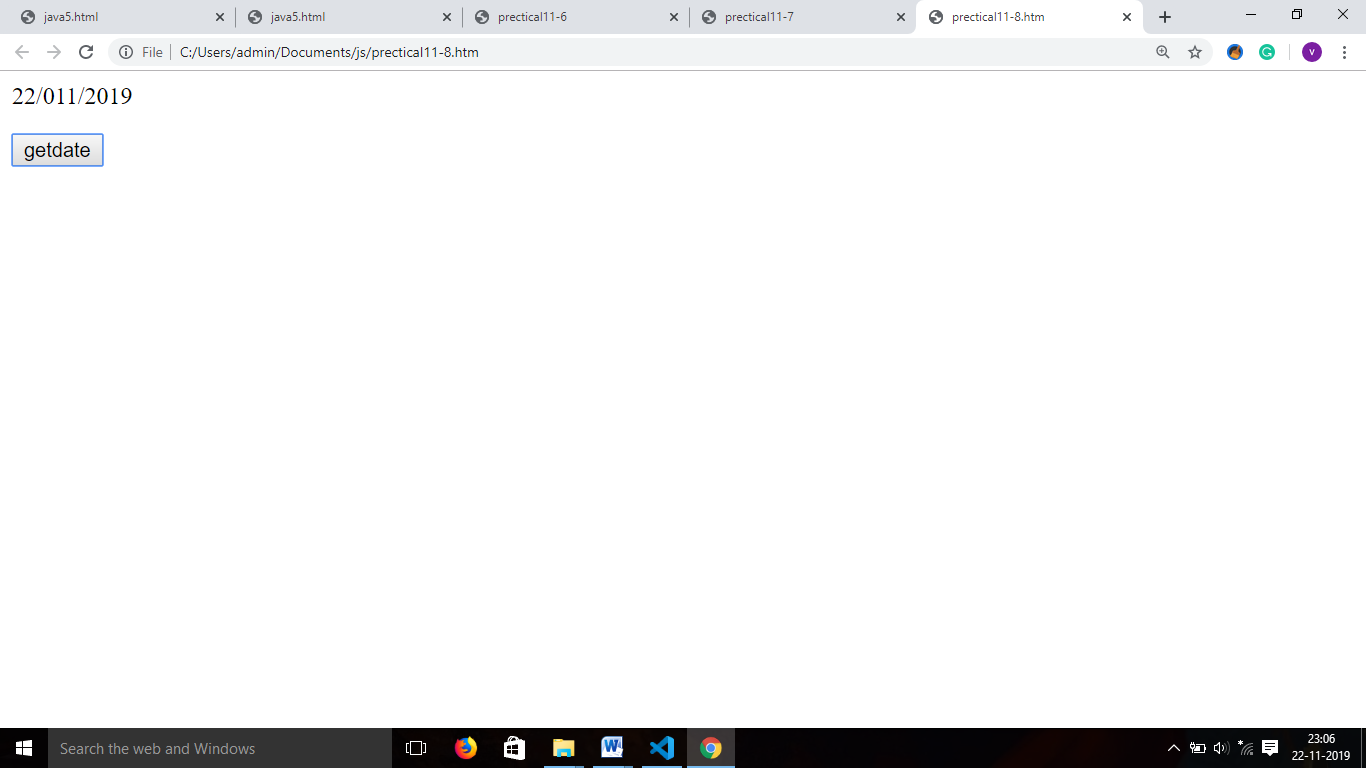 java5.html
java5.html
prectical11-6
prectical11-7
prectical11-8.htm
File
C:/Users/admin/Documents/js/prectical11-8.htm
v
22/011/2019
getdate
Search the web and Windows
23:06
22-11-2019